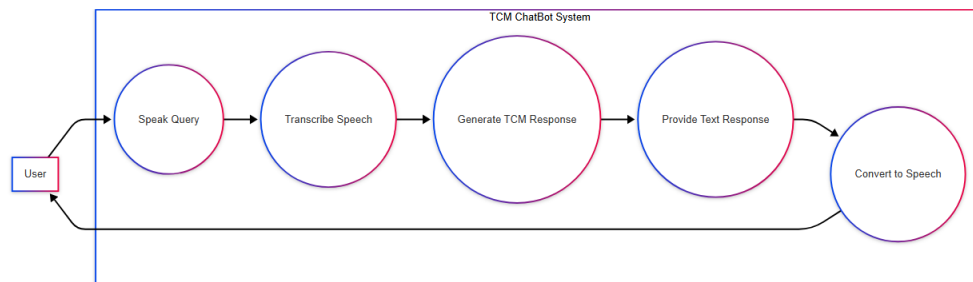 TCM ChatBot System
User
Speak Query
Transcribe Speech
Generate TCM Response
Provide Text Response
Convert to Speech